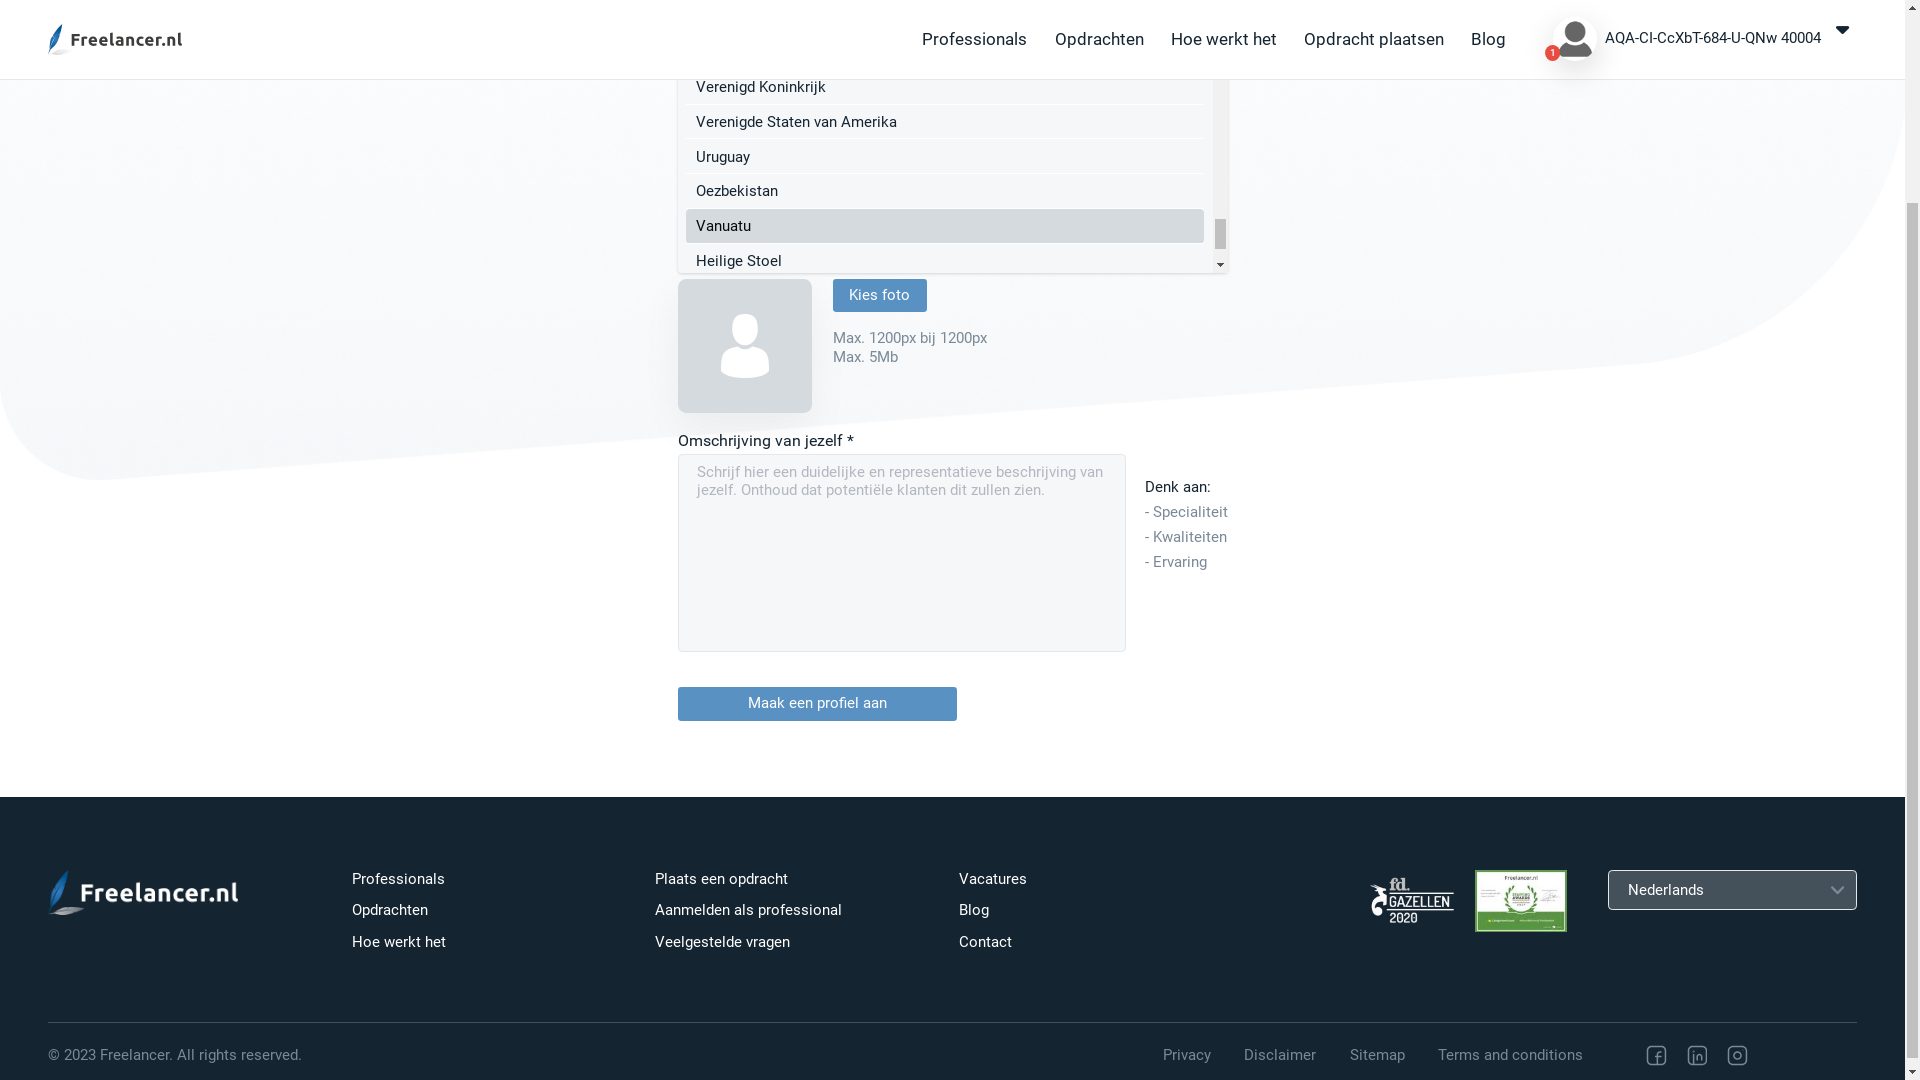 Freelancer.nl
Professionals
Opdrachten
Hoe werkt het
Opdracht plaatsen
Blog
1
AQA-CI-CcXbT-684-U-QNw 40004
Verenigd Koninkrijk
Verenigde Staten van Amerika
Uruguay
Oezbekistan
Vanuatu
Heilige Stoel
Kies foto
Max. 1200px bij 1200px
Max. 5Mb
Omschrijving van jezelf *
Schrijf hier een duidelijke en representatieve beschrijving van
jezelf. Onthoud dat potentiële klanten dit zullen zien.
Denk aan:
- Specialiteit
- Kwaliteiten
- Ervaring
Maak een profiel aan
Freelancer.nl
Professionals
Opdrachten
Hoe werkt het
Plaats een opdracht
Aanmelden als professional
Veelgestelde vragen
Vacatures
Blog
Contact
fd.
GAZELLEN
2020
Freelancer.nl
Nederlands
© 2023 Freelancer. All rights reserved.
Privacy
Disclaimer
Sitemap
Terms and conditions